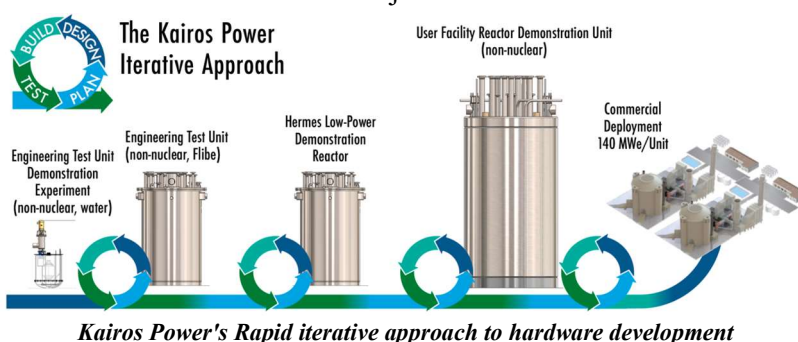 BUILD
DESIGN
TEST
PLAN
The Kairos Power
Iterative Approach
Engineering Test Unit
Demonstration
Experiment
(non-nuclear, water)
Engineering Test Unit
(non-nuclear, Flibe)
Hermes Low-Power
Demonstration
Reactor
User Facility Reactor Demonstration Unit
(non-nuclear)
Commercial
Deployment
140 MWe/Unit
Kairos Power's Rapid iterative approach to hardware development